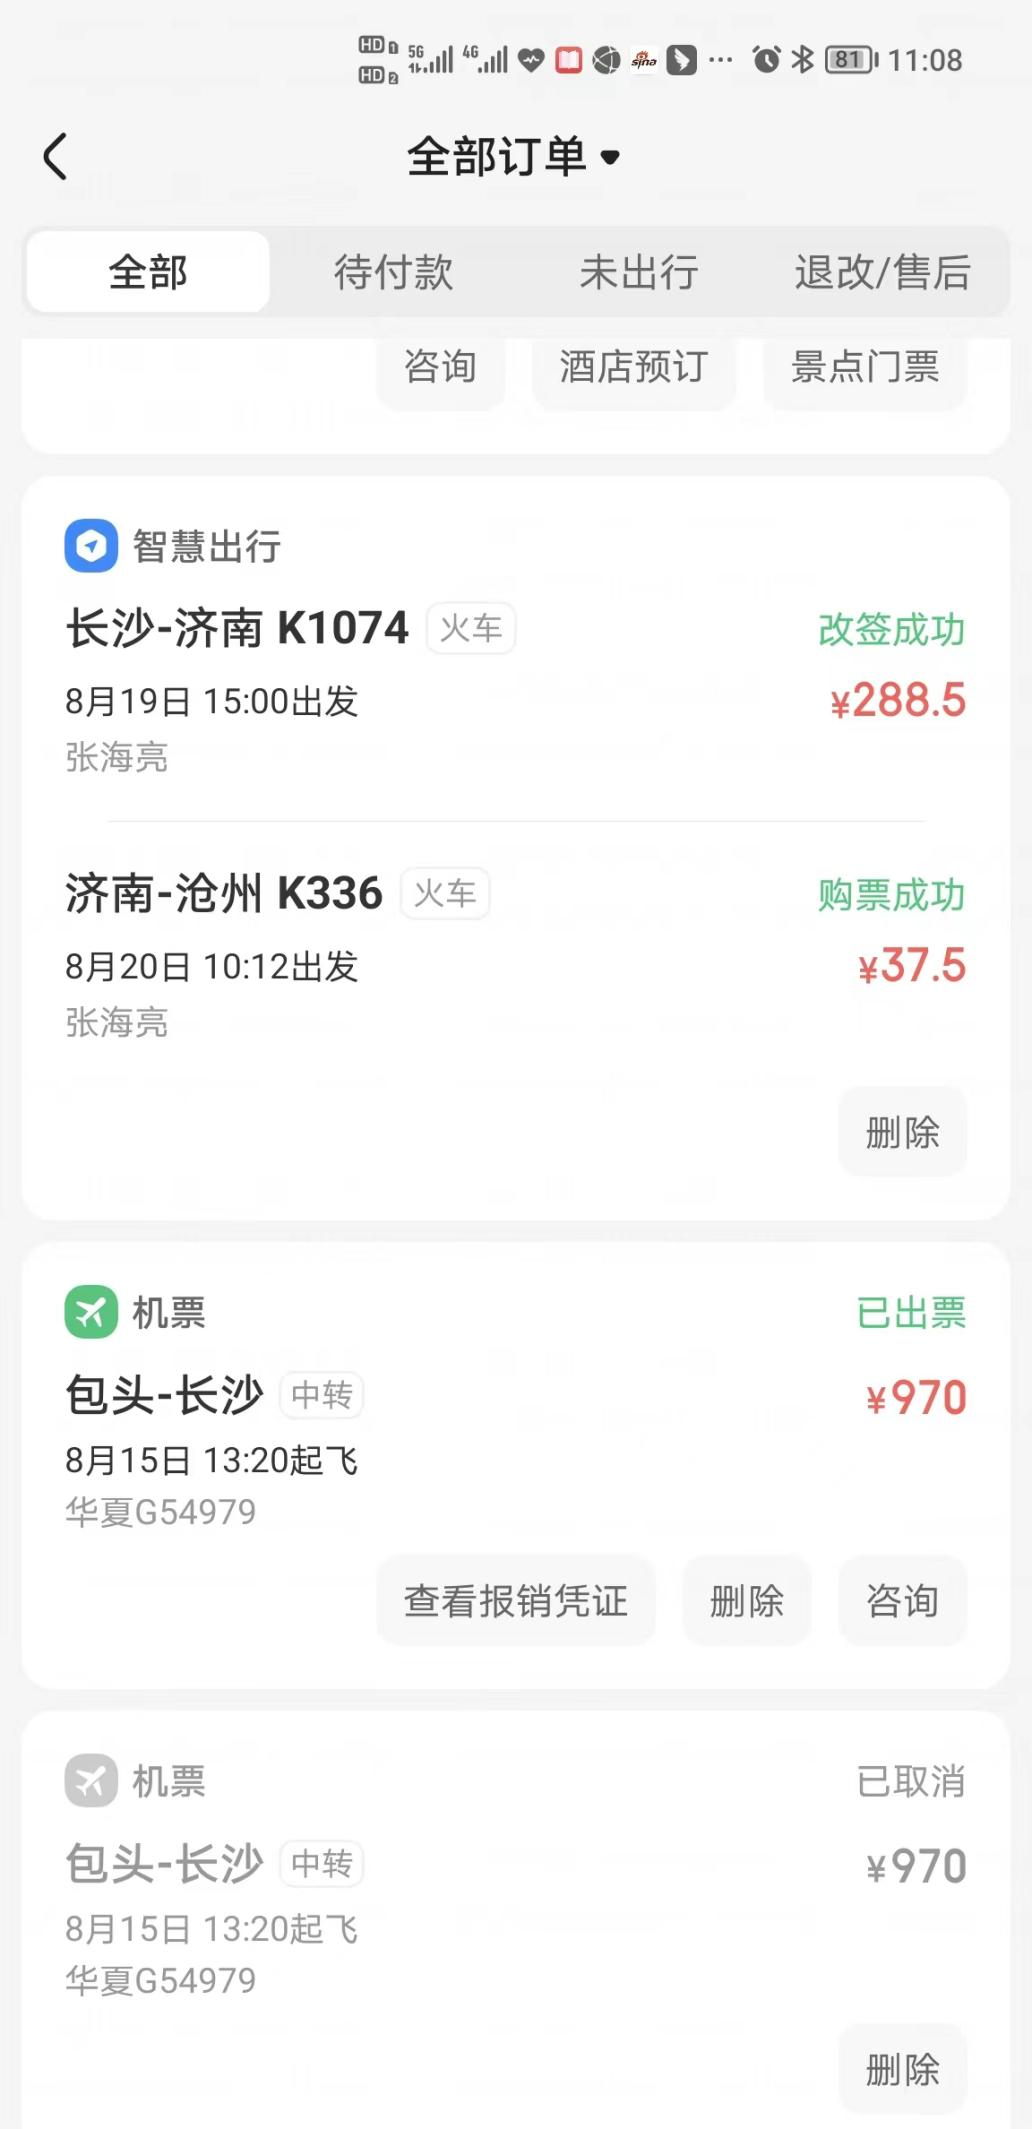 HD 1 5G 4G sina ··· 81 11:08
HD 2
全部订单
全部 待付款 未出行 退改/售后
咨询 酒店预订 景点门票
智慧出行
长沙-济南 K1074 火车 改签成功
8月19日 15:00出发 ¥288.5
张海亮
济南-沧州 K336 火车 购票成功
8月20日 10:12出发 ¥37.5
张海亮
删除
机票 已出票
包头-长沙 中转 ¥970
8月15日 13:20起飞
华夏G54979
查看报销凭证 删除 咨询
机票 已取消
包头-长沙 中转 ¥970
8月15日 13:20起飞
华夏G54979
删除